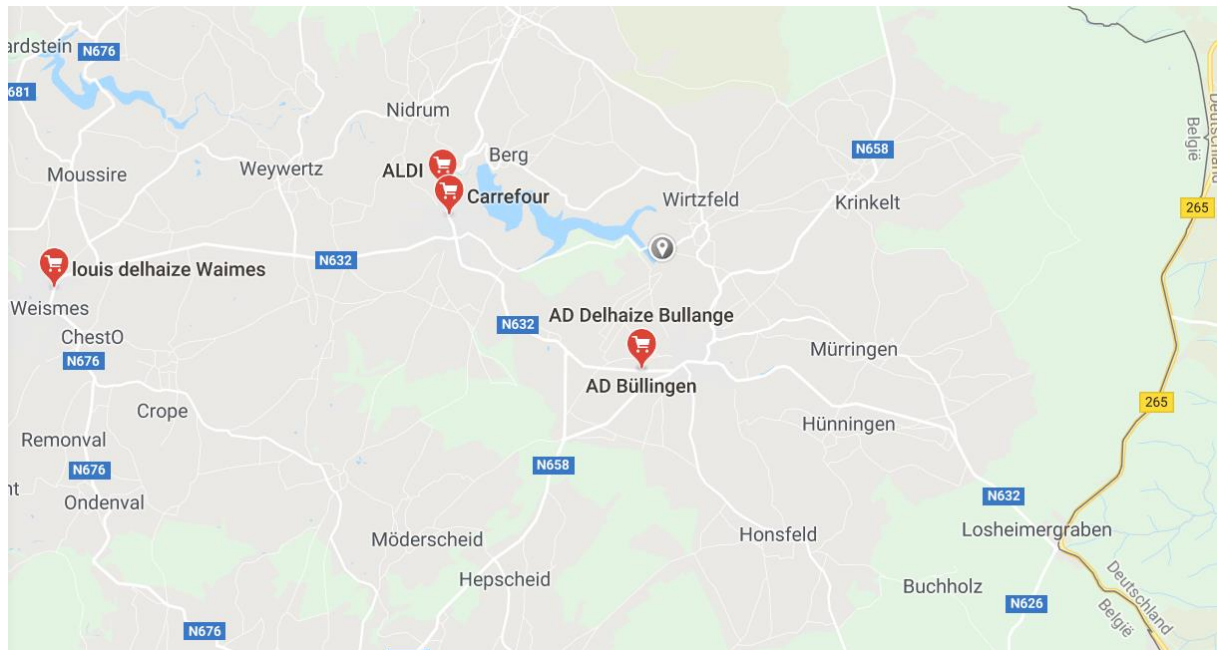 ardstein
N676
681
Nidrum
Moussire
Weywertz
ALDI
Berg
Carrefour
N658
Wirtzfeld
Krinkelt
België
Deutschland
265
louis delhaize Waimes
N632
Weismes
ChestO
N676
N632
AD Delhaize Bullange
AD Büllingen
Mürringen
265
Crope
Remonval
N676
nt
Ondenval
N658
Hünningen
N632
Losheimergraben
Möderscheid
Honsfeld
Hepscheid
Buchholz
N626
Deutschland
België
N676